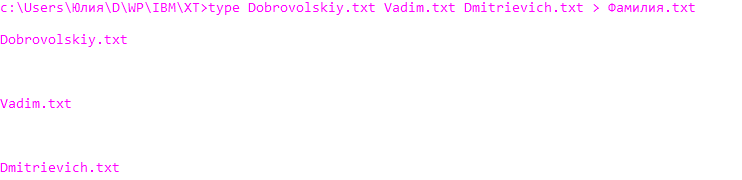 c:\Users\Юлия\D\WP\IBM\XT>type Dobrovolskiy.txt Vadim.txt Dmitrievich.txt > Фамилия.txt
Dobrovolskiy.txt
Vadim.txt
Dmitrievich.txt